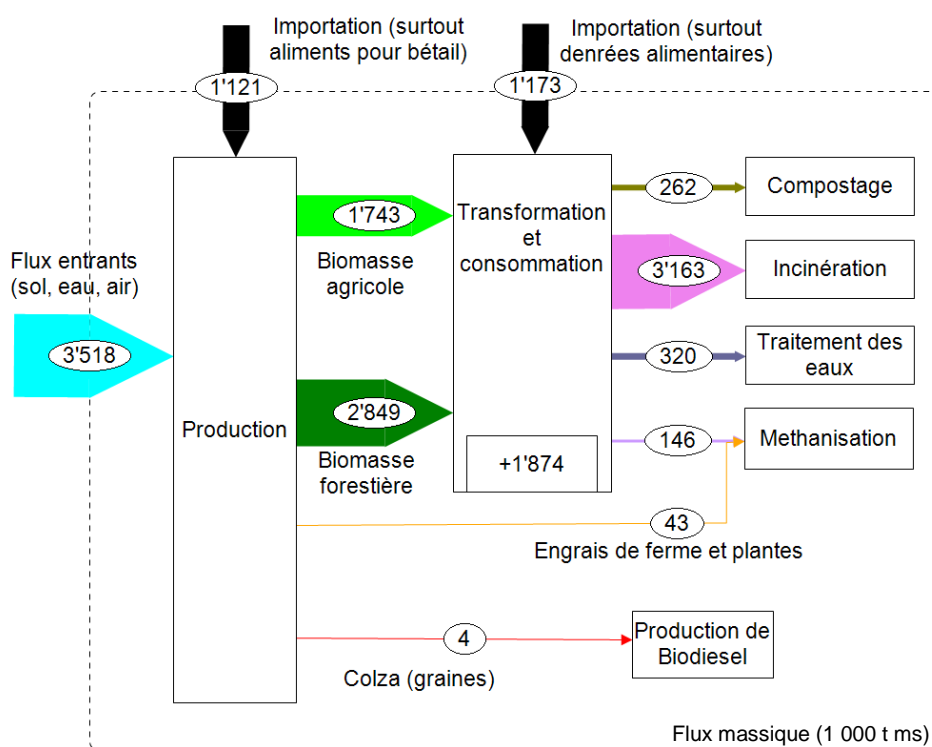 Importation (surtout
aliments pour bétail)
Importation (surtout
denrées alimentaires)
1'121
1'173
Flux entrants
(sol, eau, air)
3'518
Production
1'743
Biomasse
agricole
2'849
Biomasse
forestière
Transformation
et
consommation
+1'874
262
Compostage
3'163
Incinération
320
Traitement des
eaux
146
Methanisation
43
Engrais de ferme et plantes
4
Colza (graines)
Production de
Biodiesel
Flux massique (1 000 t ms)